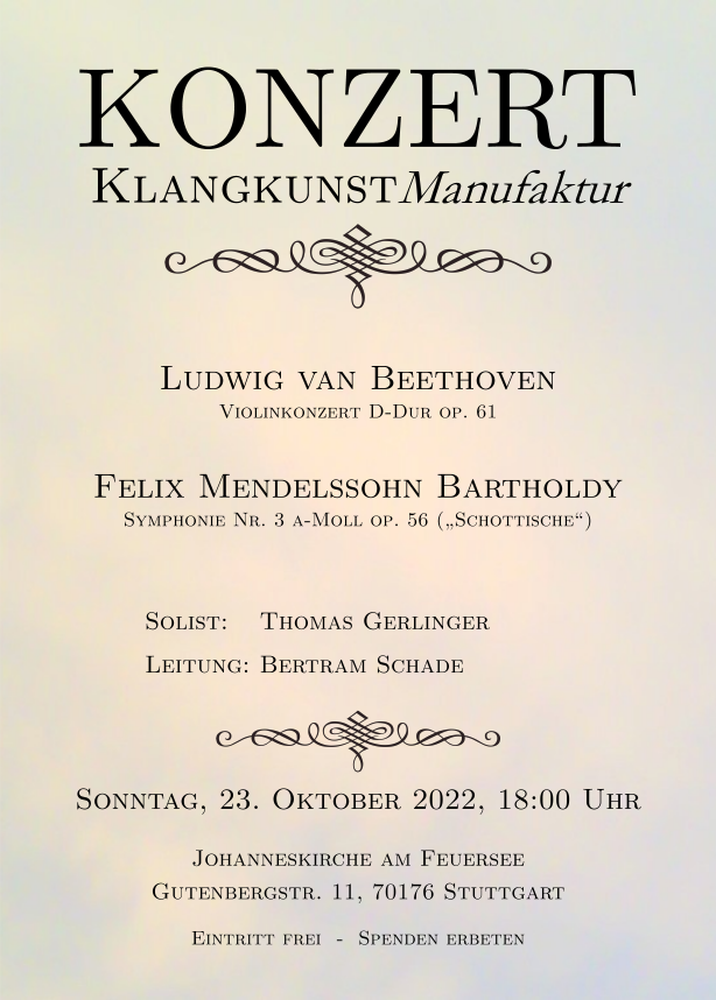 KONZERT
KLANGKUNSTManufaktur
LUDWIG VAN BEETHOVEN
VIOLINKONZERT D-DUR OP. 61
FELIX MENDELSSOHN BARTHOLDY
SYMPHONIE NR. 3 A-MOLL OP. 56 („SCHOTTISCHE“)
SOLIST: THOMAS GERLINGER
LEITUNG: BERTRAM SCHADE
SONNTAG, 23. OKTOBER 2022, 18:00 UHR
JOHANNESKIRCHE AM FEUERSEE
GUTENBERGSTR. 11, 70176 STUTTGART
EINTRITT FREI - SPENDEN ERBETEN